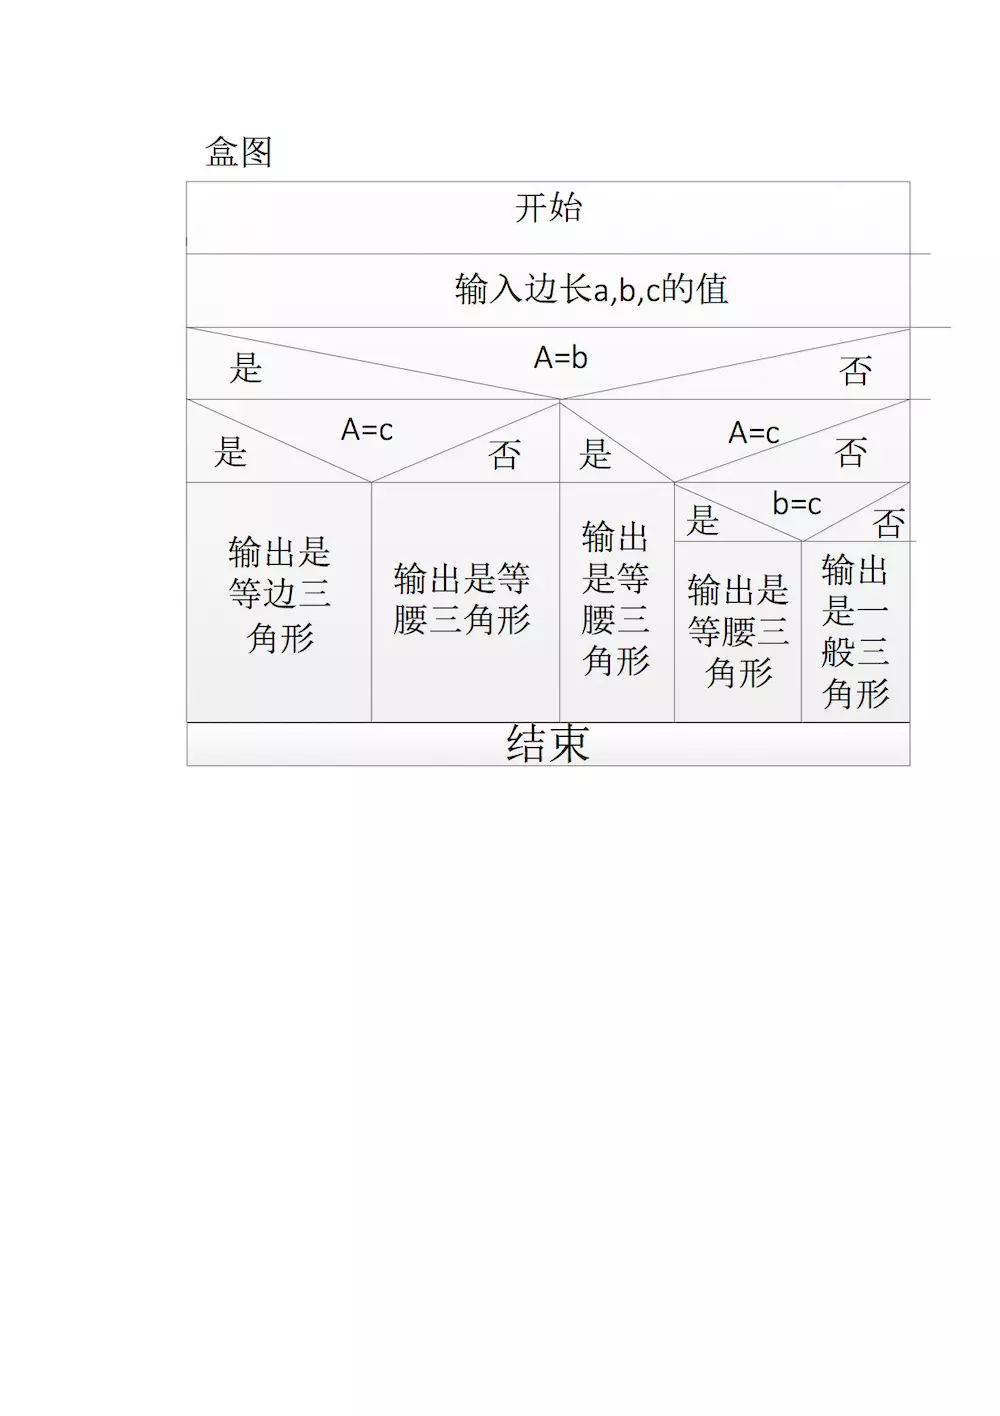 盒图
开始
输入边长a,b,c的值
A=b
是
否
A=c
是
否
A=c
是
否
b=c
是
否
输出是
等边三
角形
输出是等
腰三角形
输出
是等
腰三
角形
输出是
等腰三
角形
输出
是一
般三
角形
结束